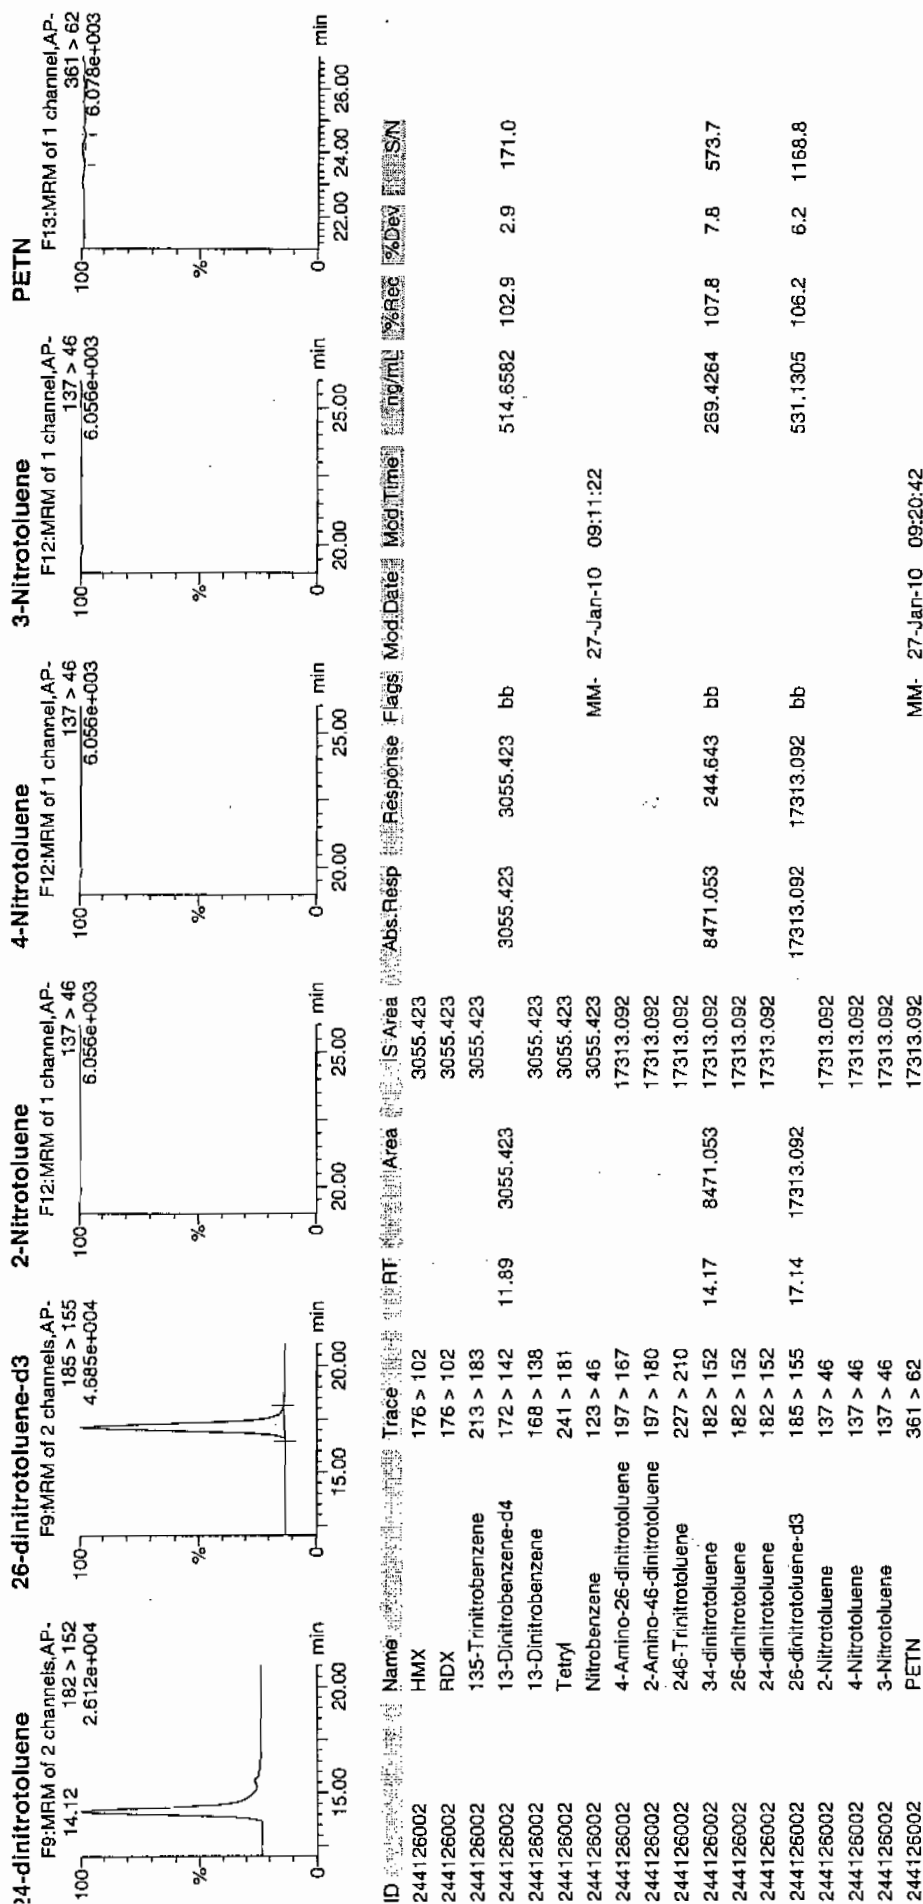 24-dinitrotoluene
F9:MRM of 2 channels,AP-
182 > 152
2.612e+004
14.12
100
%
0
15.00 20.00 min
26-dinitrotoluene-d3
F9:MRM of 2 channels,AP-
185 > 155
4.685e+004
100
%
0
15.00 20.00 min
2-Nitrotoluene
F12:MRM of 1 channel,AP-
137 > 46
6.056e+003
100
%
0
20.00 25.00 min
4-Nitrotoluene
F12:MRM of 1 channel,AP-
137 > 46
6.056e+003
100
%
0
20.00 25.00 min
3-Nitrotoluene
F12:MRM of 1 channel,AP-
137 > 46
6.056e+003
100
%
0
20.00 25.00 min
PETN
F13:MRM of 1 channel,AP-
361 > 62
6.078e+003
100
%
0
22.00 24.00 26.00 min
ID Name Trace RT Area IS Area Abs.Resp Response Flags Mod.Date Mod.Time ng/mL %Rec %Dev S/N
244126002 HMX 176 > 102 3055.423
244126002 RDX 176 > 102 3055.423
244126002 135-Trinitrobenzene 213 > 183 3055.423
244126002 13-Dinitrobenzene-d4 172 > 142 11.89 3055.423 3055.423 3055.423 bb 514.6582 102.9 2.9 171.0
244126002 13-Dinitrobenzene 168 > 138 3055.423
244126002 Tetryl 241 > 181 3055.423
244126002 Nitrobenzene 123 > 46 3055.423 MM- 27-Jan-10 09:11:22
244126002 4-Amino-26-dinitrotoluene 197 > 167 17313.092
244126002 2-Amino-46-dinitrotoluene 197 > 180 17313.092
244126002 246-Trinitrotoluene 227 > 210 17313.092
244126002 34-dinitrotoluene 182 > 152 14.17 8471.053 17313.092 8471.053 244.643 bb 269.4264 107.8 7.8 573.7
244126002 26-dinitrotoluene 182 > 152 17313.092
244126002 24-dinitrotoluene 182 > 152 17313.092
244126002 26-dinitrotoluene-d3 185 > 155 17.14 17313.092 17313.092 17313.092 bb 531.1305 106.2 6.2 1168.8
244126002 2-Nitrotoluene 137 > 46 17313.092
244126002 4-Nitrotoluene 137 > 46 17313.092
244126002 3-Nitrotoluene 137 > 46 17313.092
244126002 PETN 361 > 62 17313.092 MM- 27-Jan-10 09:20:42